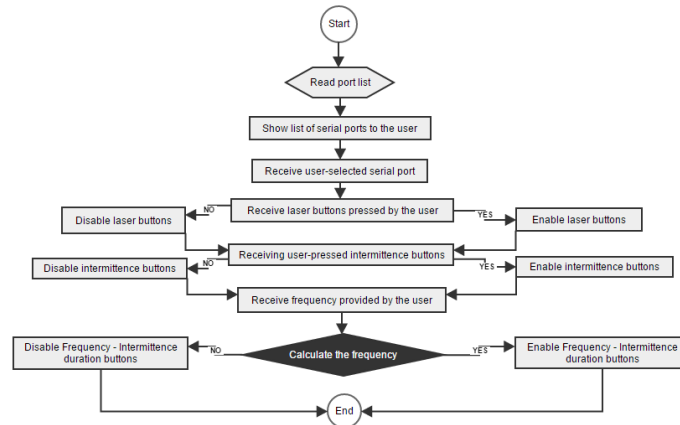 Start
Read port list
Show list of serial ports to the user
Receive user-selected serial port
NO
Receive laser buttons pressed by the user
YES
Disable laser buttons
Enable laser buttons
Receiving user-pressed intermittence buttons
NO
YES
Disable intermittence buttons
Enable intermittence buttons
Receive frequency provided by the user
Disable Frequency - Intermittence
duration buttons
NO
Calculate the frequency
YES
Enable Frequency - Intermittence
duration buttons
End